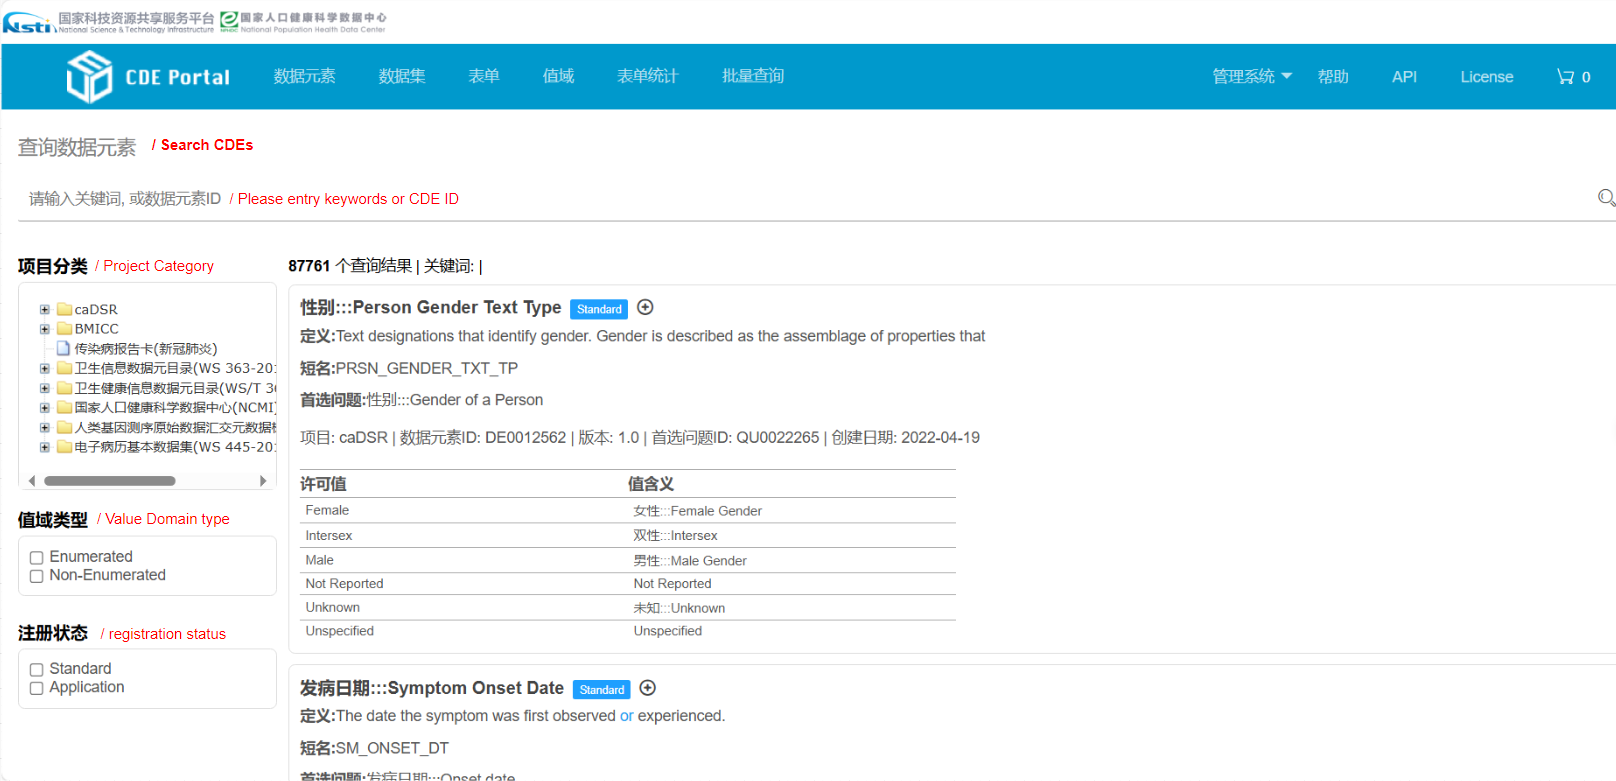 Nsti 国家科技资源共享服务平台 National Science & Technology Infrastructure 国家人口健康科学数据中心 National Population Health Data Center
CDE Portal 数据元素 数据集 表单 值域 表单统计 批量查询 管理系统 帮助 API License 0
查询数据元素 / Search CDEs
请输入关键词, 或数据元素ID / Please entry keywords or CDE ID
项目分类 / Project Category
caDSR
BMICC
传染病报告卡(新冠肺炎)
卫生信息数据元目录(WS 363-201
卫生健康信息数据元目录(WS/T 36
国家人口健康科学数据中心(NCMI)
人类基因测序原始数据汇交元数据
电子病历基本数据集(WS 445-201
值域类型 / Value Domain type
Enumerated
Non-Enumerated
注册状态 / registration status
Standard
Application
87761 个查询结果 | 关键词: |
性别:::Person Gender Text Type Standard
定义:Text designations that identify gender. Gender is described as the assemblage of properties that
短名:PRSN_GENDER_TXT_TP
首选问题:性别:::Gender of a Person
项目: caDSR | 数据元素ID: DE0012562 | 版本: 1.0 | 首选问题ID: QU0022265 | 创建日期: 2022-04-19
许可值 值含义
Female 女性:::Female Gender
Intersex 双性:::Intersex
Male 男性:::Male Gender
Not Reported Not Reported
Unknown 未知:::Unknown
Unspecified Unspecified
发病日期:::Symptom Onset Date Standard
定义:The date the symptom was first observed or experienced.
短名:SM_ONSET_DT
首选问题:发病日期:::Onset date